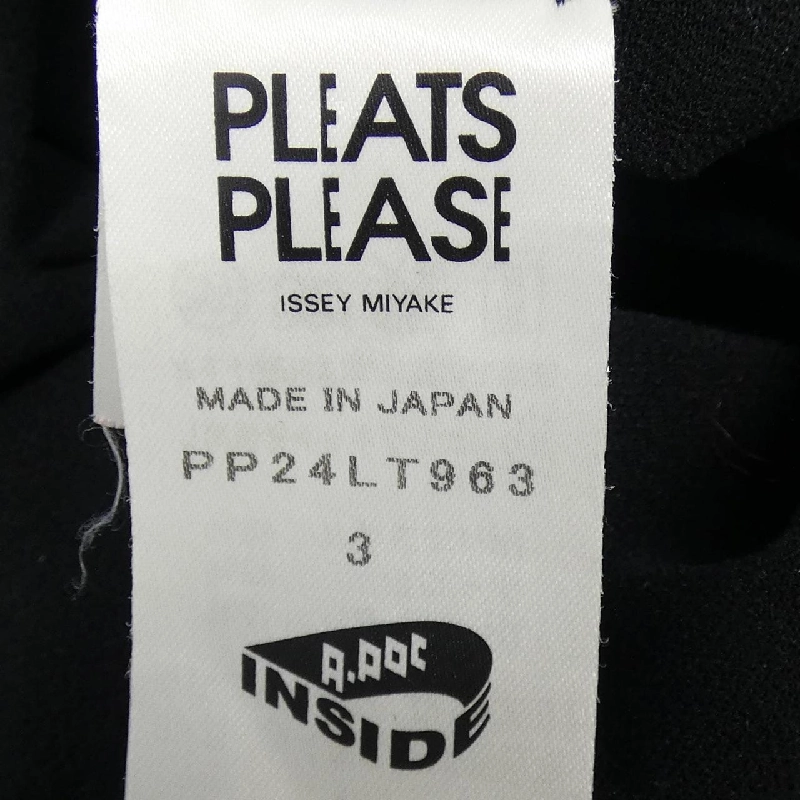 PLEATS
PLEASE
ISSEY MIYAKE
MADE IN JAPAN
PP24LT963
3
A.POC
INSIDE